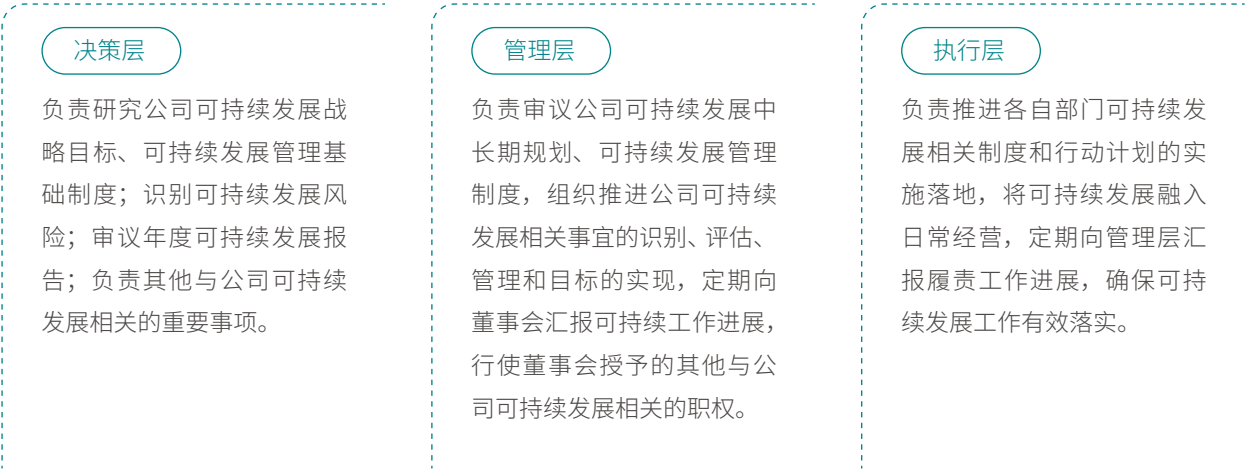 决策层
负责研究公司可持续发展战
略目标、可持续发展管理基
础制度；识别可持续发展风
险；审议年度可持续发展报
告；负责其他与公司可持续
发展相关的重要事项。
管理层
负责审议公司可持续发展中
长期规划、可持续发展管理
制度，组织推进公司可持续
发展相关事宜的识别、评估、
管理和目标的实现，定期向
董事会汇报可持续工作进展，
行使董事会授予的其他与公
司可持续发展相关的职权。
执行层
负责推进各自部门可持续发
展相关制度和行动计划的实
施落地，将可持续发展融入
日常经营，定期向管理层汇
报履责工作进展，确保可持
续发展工作有效落实。